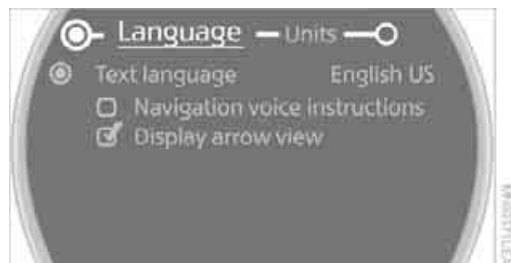 Language Units
Text language English US
Navigation voice instructions
Display arrow view